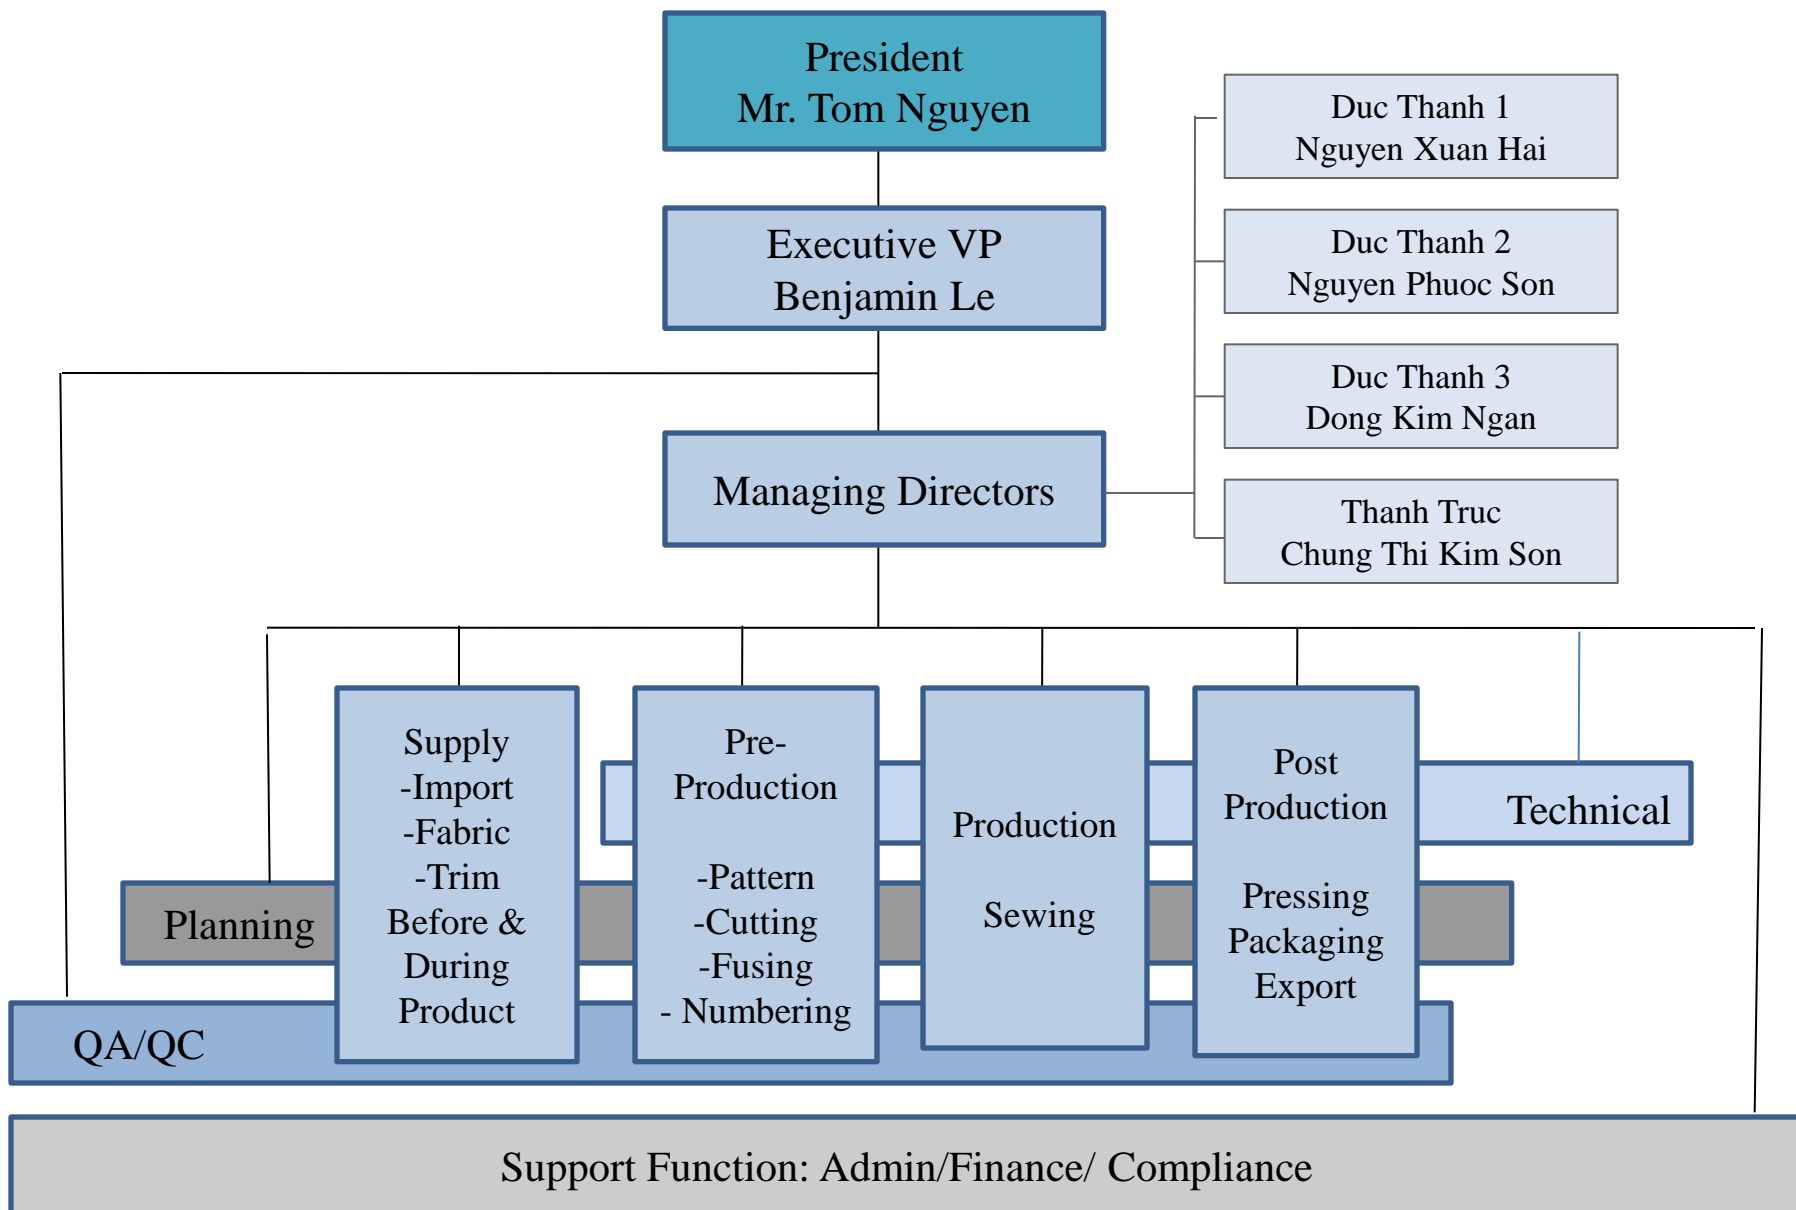 President
Mr. Tom Nguyen
Executive VP
Benjamin Le
Managing Directors
Duc Thanh 1
Nguyen Xuan Hai
Duc Thanh 2
Nguyen Phuoc Son
Duc Thanh 3
Dong Kim Ngan
Thanh Truc
Chung Thi Kim Son
Supply
-Import
-Fabric
-Trim
Before &
During
Product
Pre-
Production
-Pattern
-Cutting
-Fusing
- Numbering
Production
Sewing
Post
Production
Pressing
Packaging
Export
Technical
Planning
QA/QC
Support Function: Admin/Finance/ Compliance